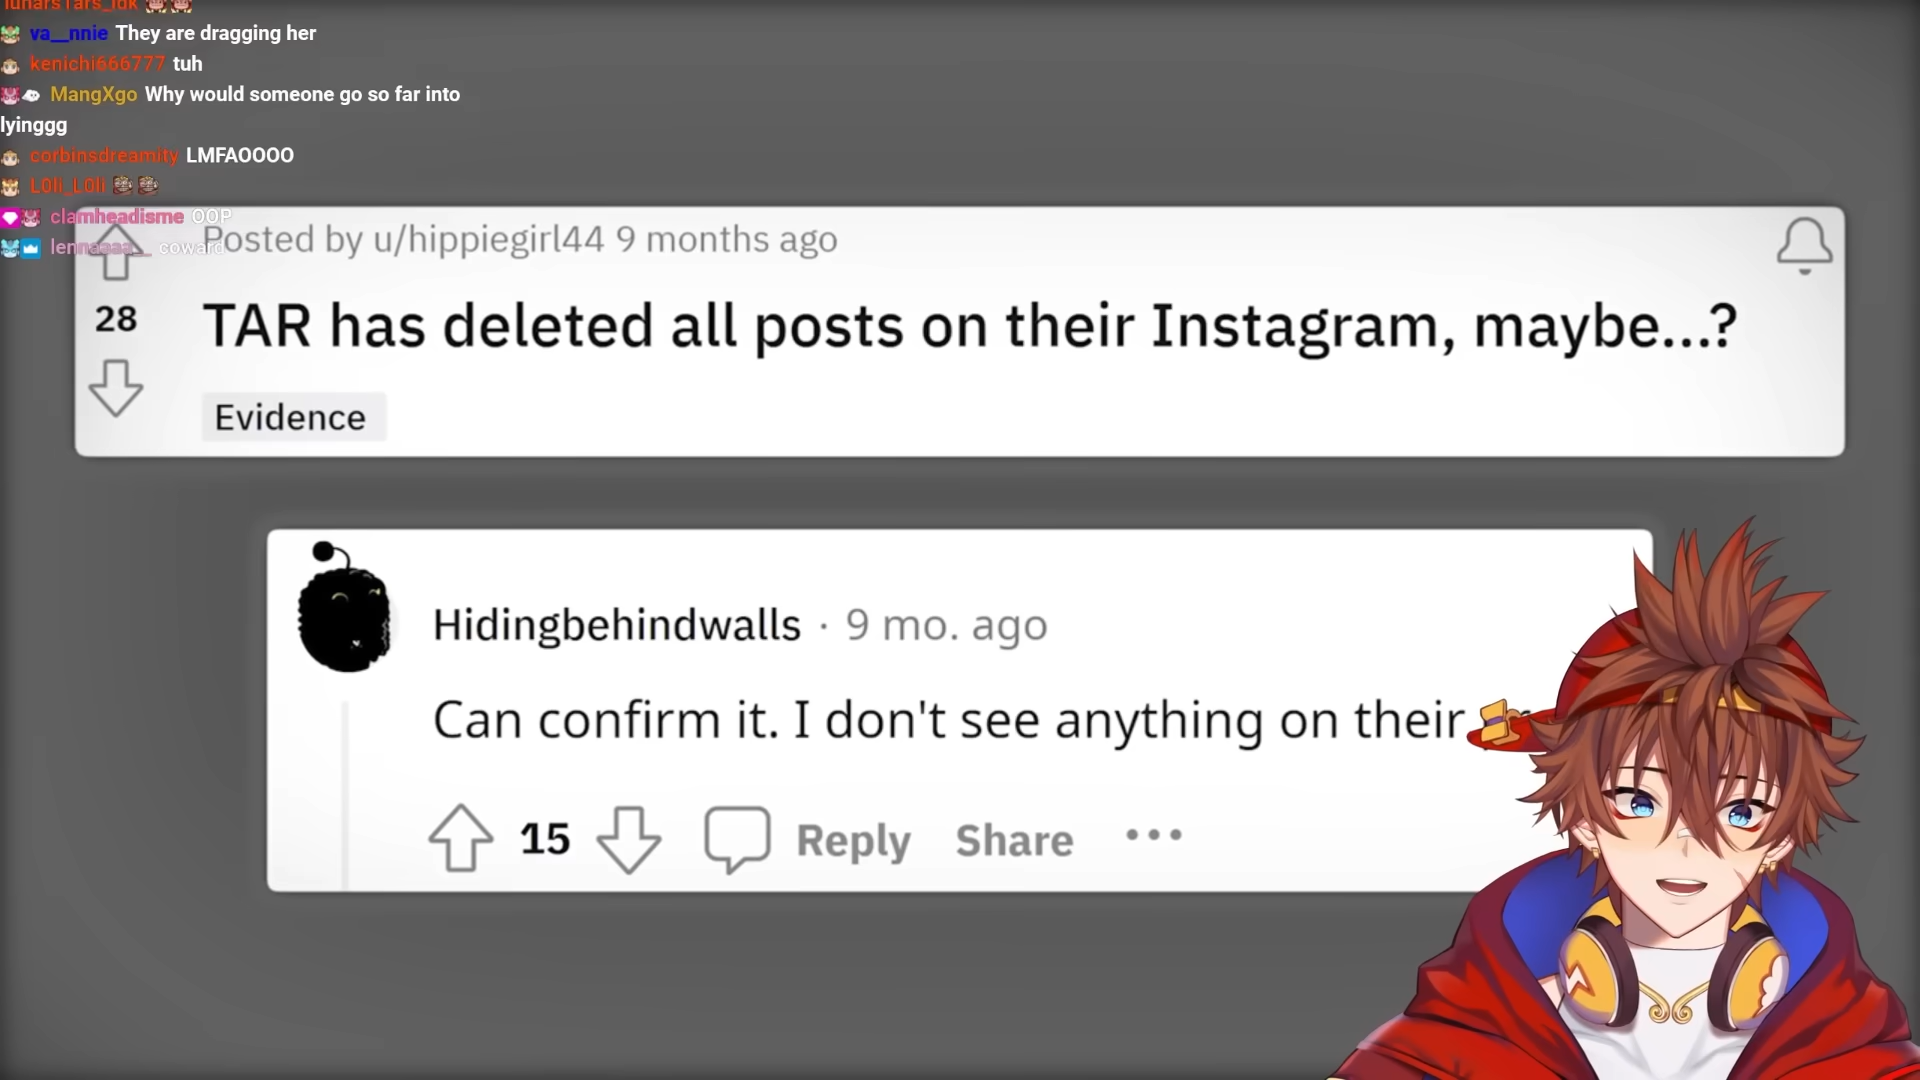 lunarsTars_idk
va__nnie They are dragging her
kenichi666777 tuh
MangXgo Why would someone go so far into
lyinggg
corbinsdreamity LMFAOOOO
L0li_L0li
clamheadisme OOP
lennaeaa__ coward
Posted by u/hippiegirl44 9 months ago
28
TAR has deleted all posts on their Instagram, maybe...?
Evidence
Hidingbehindwalls · 9 mo. ago
Can confirm it. I don't see anything on their
15 Reply Share ...